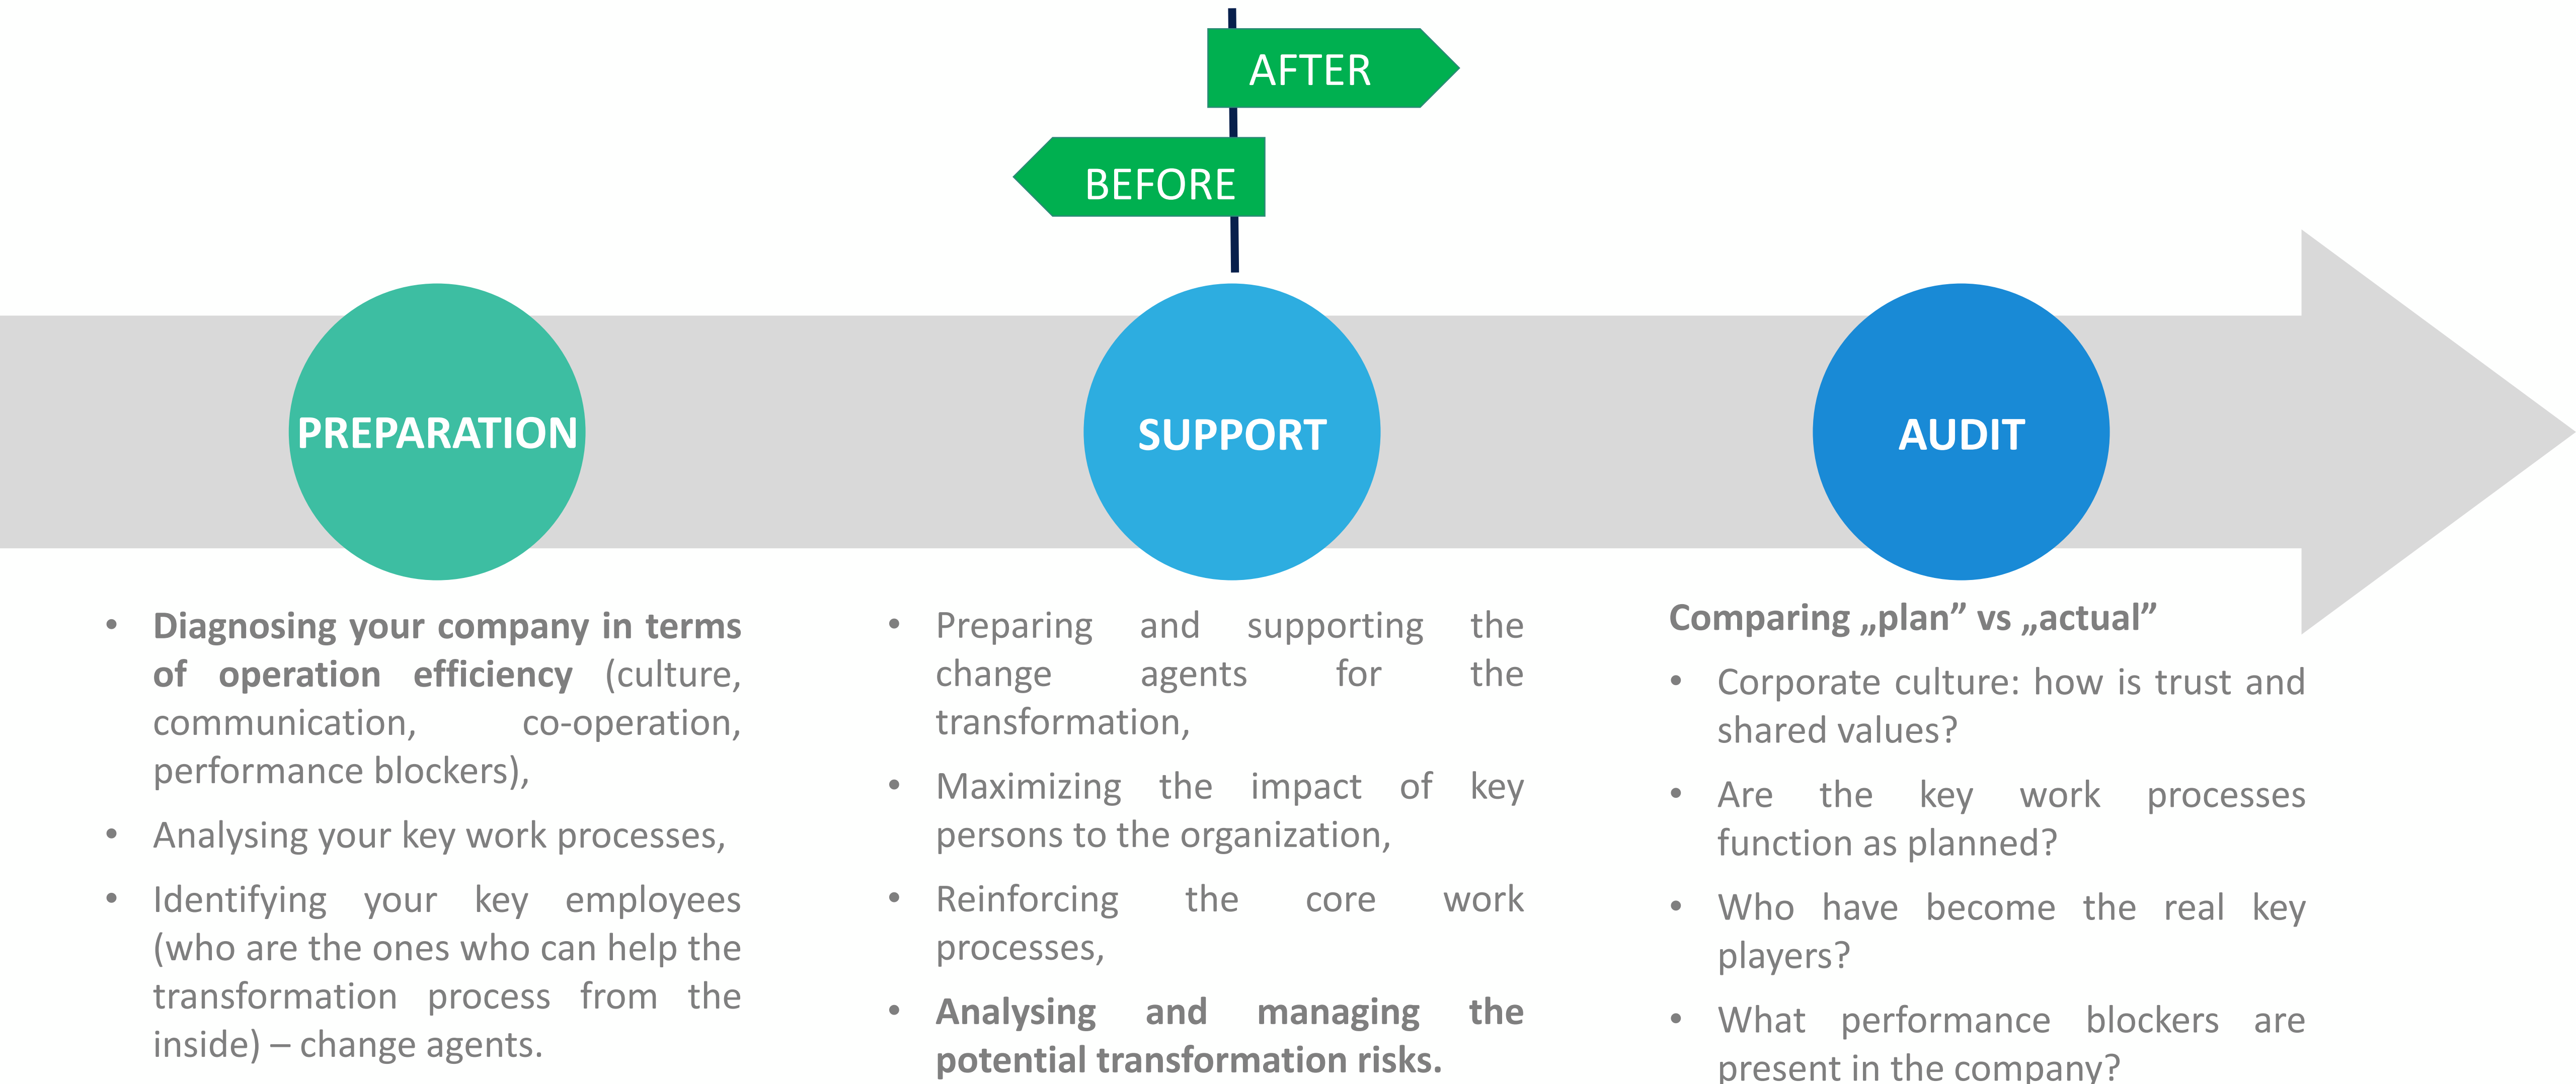 AFTER
BEFORE
PREPARATION
SUPPORT
AUDIT
• Diagnosing your company in terms
of operation efficiency (culture,
communication, co-operation,
performance blockers),
• Analysing your key work processes,
• Identifying your key employees
(who are the ones who can help the
transformation process from the
inside) – change agents.
• Preparing and supporting the
change agents for the
transformation,
• Maximizing the impact of key
persons to the organization,
• Reinforcing the core work
processes,
• Analysing and managing the
potential transformation risks.
Comparing „plan” vs „actual”
• Corporate culture: how is trust and
shared values?
• Are the key work processes
function as planned?
• Who have become the real key
players?
• What performance blockers are
present in the company?